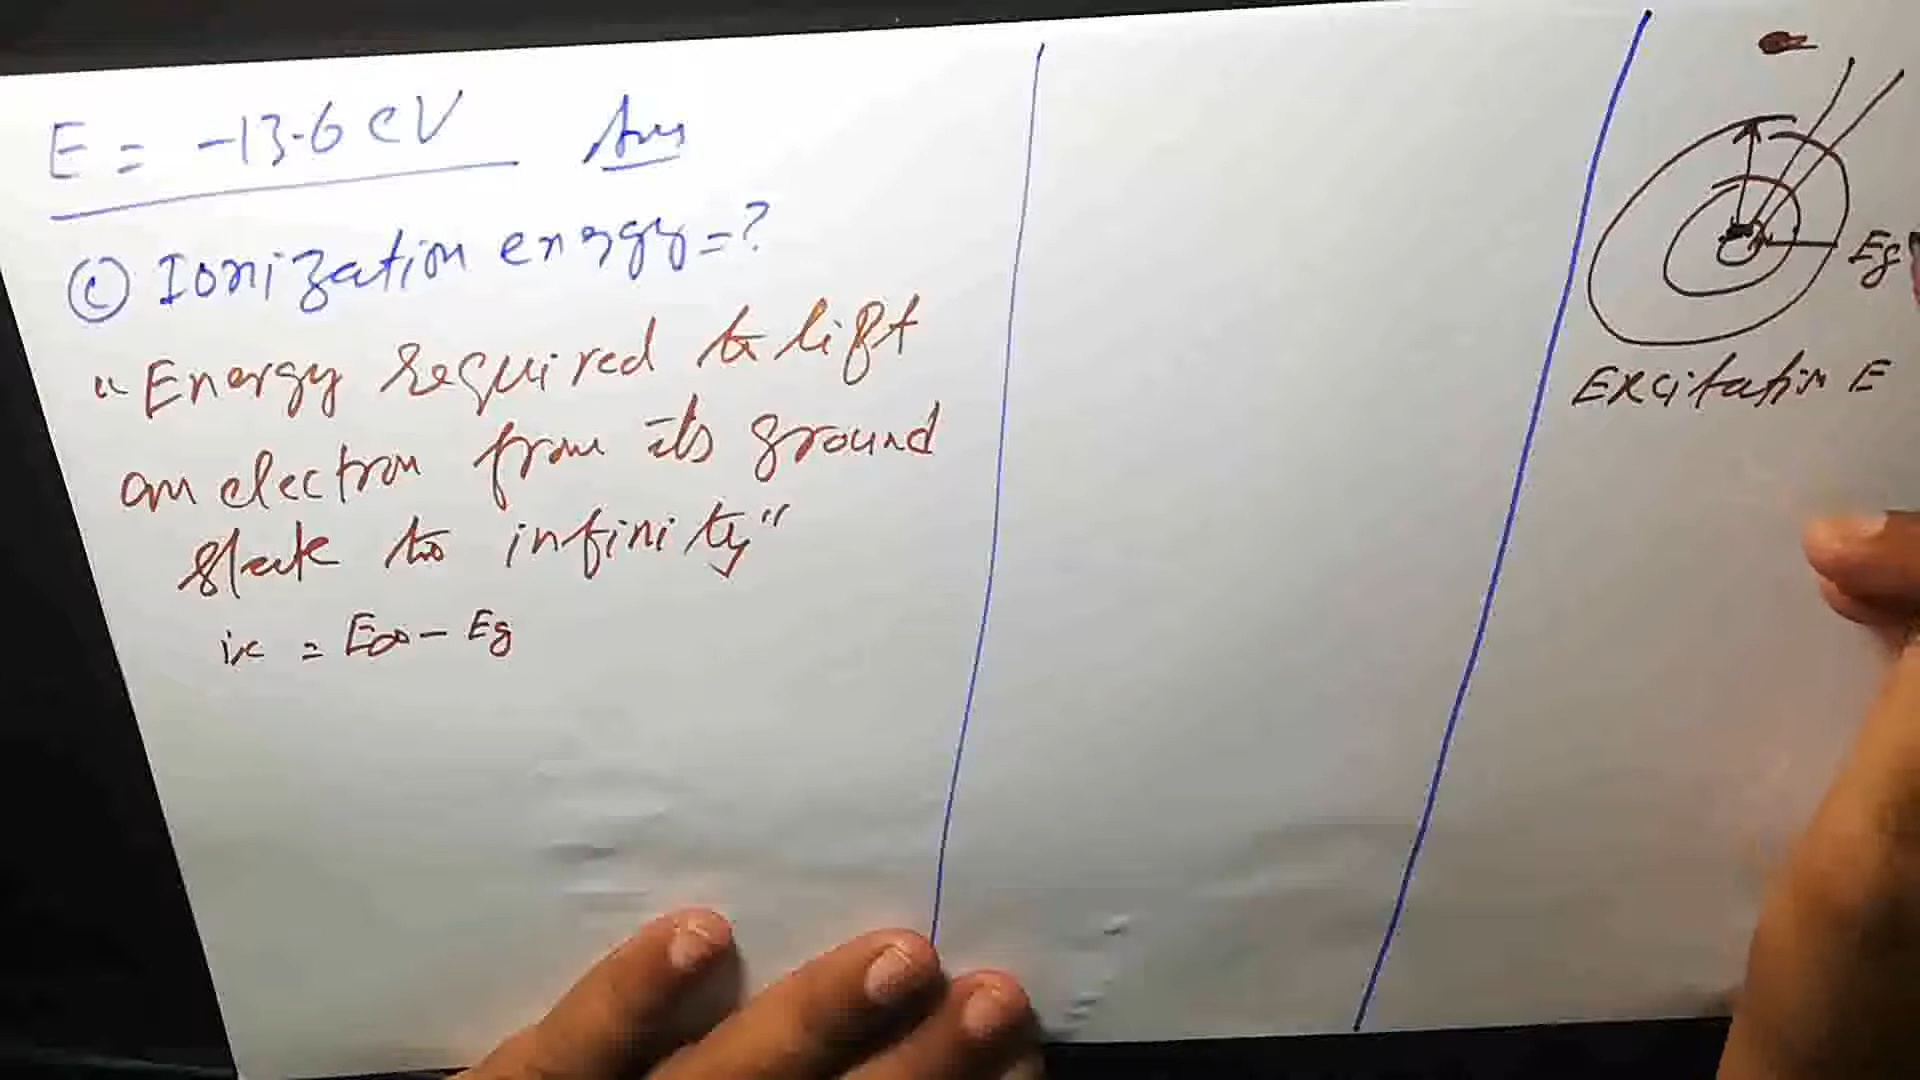 E = -13.6 eV Ans
(c) Ionization energy = ?
"Energy required to lift
an electron from its ground
state to infinity"
ie = E∞ - Eg
Eg
Excitation E